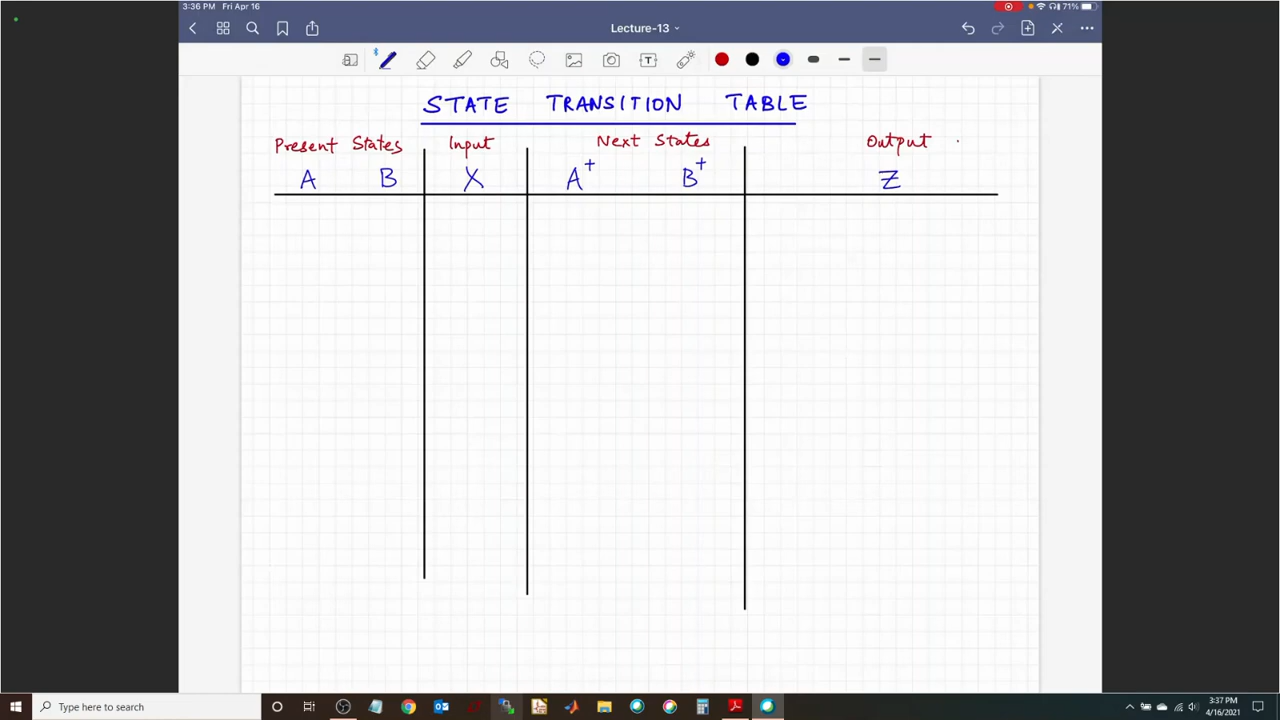 3:36 PM Fri Apr 16 71%
Lecture-13
T
STATE TRANSITION TABLE
Present States Input Next States Output
A B X A+ B+ Z
Type here to search
3:37 PM
4/16/2021